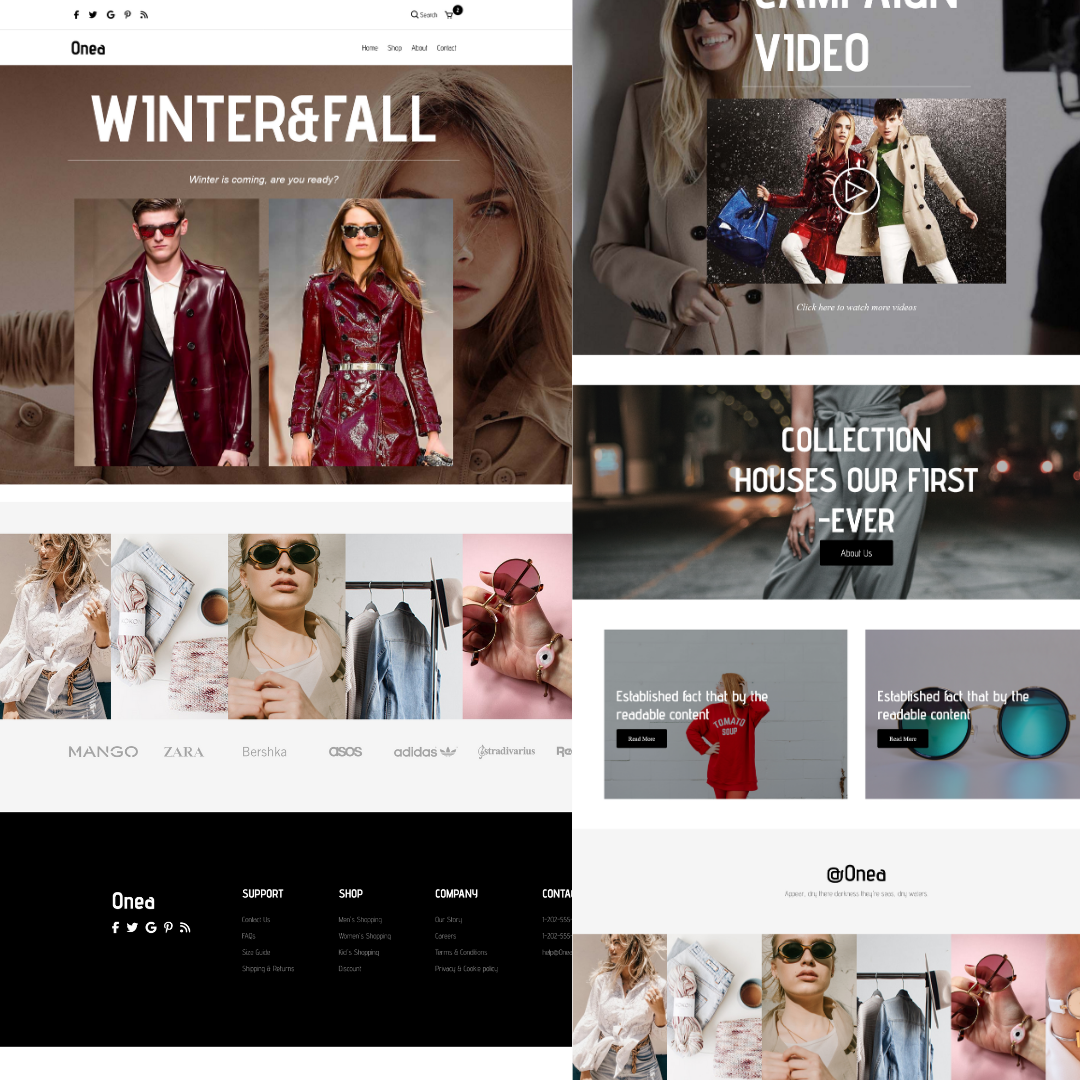 Search
2
Onea
Home Shop About Contact
WINTER&FALL
Winter is coming, are you ready?
MANGO ZARA Bershka asos adidas stradivarius
Onea
SUPPORT
Contact Us
FAQs
Size Guide
Shipping & Returns
SHOP
Men's Shopping
Women's Shopping
Kid's Shopping
Discount
COMPANY
Our Story
Careers
Terms & Conditions
Privacy & Cookie policy
CONTA
1-202-555-
1-202-555-
help@Onea
CAMPAIGN
VIDEO
Click here to watch more videos
COLLECTION
HOUSES OUR FIRST
-EVER
About Us
Established fact that by the
readable content
Read More
TOMATO
SOUP
Established fact that by the
readable content
Read More
@Onea
Appear, dry there darkness they're seas, dry waters